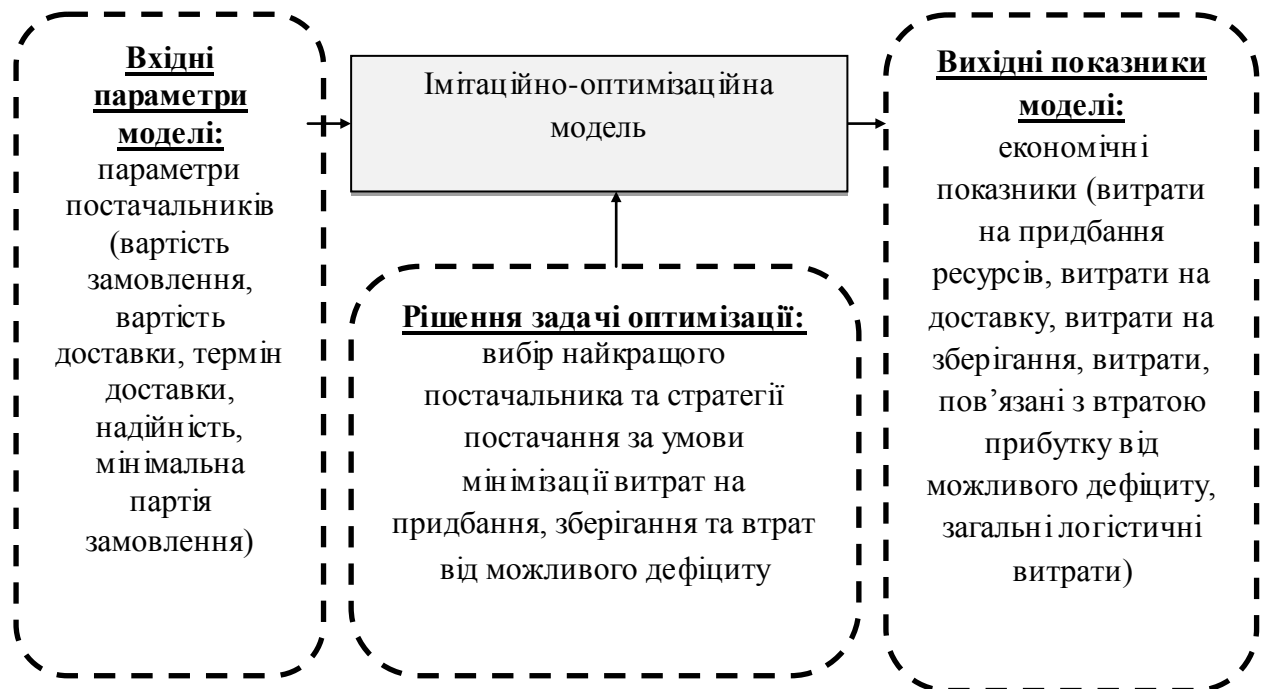 Вхідні
параметри
моделі:
параметри
постачальників
(вартість
замовлення,
вартість
доставки, термін
доставки,
надійність,
мінімальна
партія
замовлення)
Імітаційно-оптимізаційна
модель
Рішення задачі оптимізації:
вибір найкращого
постачальника та стратегії
постачання за умови
мінімізації витрат на
придбання, зберігання та втрат
від можливого дефіциту
Вихідні показники
моделі:
економічні
показники (витрати
на придбання
ресурсів, витрати на
доставку, витрати на
зберігання, витрати,
пов’язані з втратою
прибутку від
можливого дефіциту,
загальні логістичні
витрати)